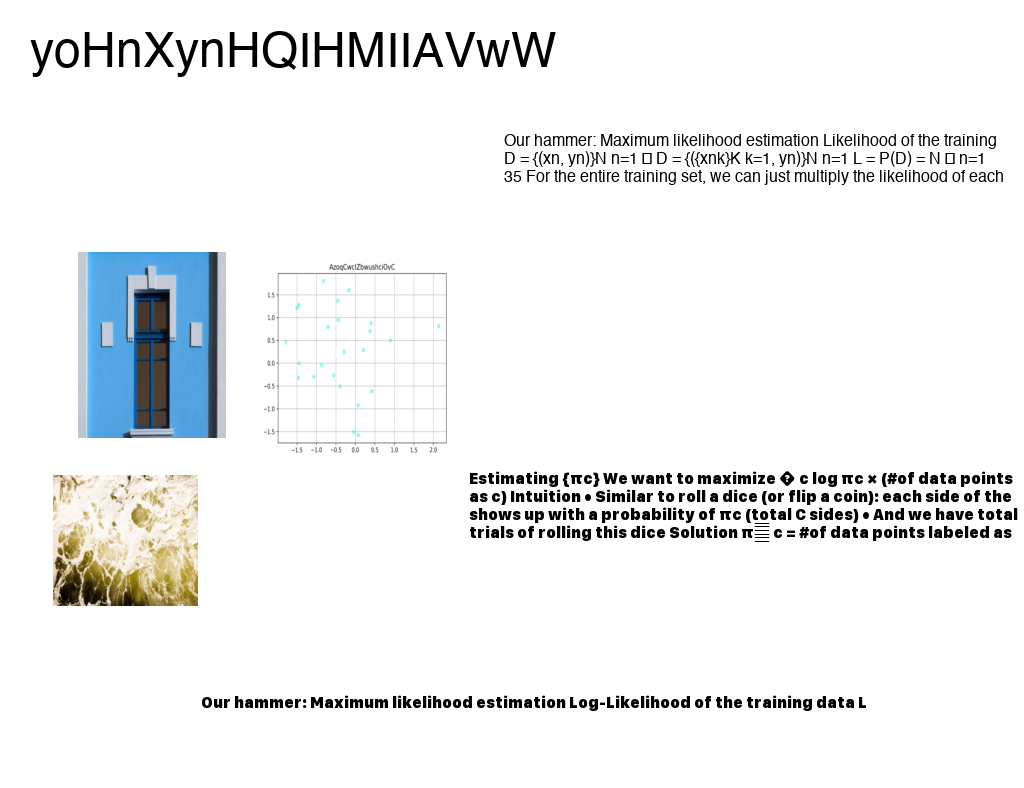 yoHnXynHQIHMIIAVwW
Our hammer: Maximum likelihood estimation Likelihood of the training
D = {(xn, yn)}N n=1 □ D = {({xnk}K k=1, yn)}N n=1 L = P(D) = N □ n=1
35 For the entire training set, we can just multiply the likelihood of each
AzoqCwcIZbwushciOvC
1.5
1.0
0.5
0.0
−0.5
−1.0
−1.5
−1.5 −1.0 −0.5 0.0 0.5 1.0 1.5 2.0
Estimating {πc} We want to maximize � c log πc × (#of data points
as c) Intuition • Similar to roll a dice (or flip a coin): each side of the
shows up with a probability of πc (total C sides) • And we have total
trials of rolling this dice Solution π𝄚 c = #of data points labeled as
Our hammer: Maximum likelihood estimation Log-Likelihood of the training data L